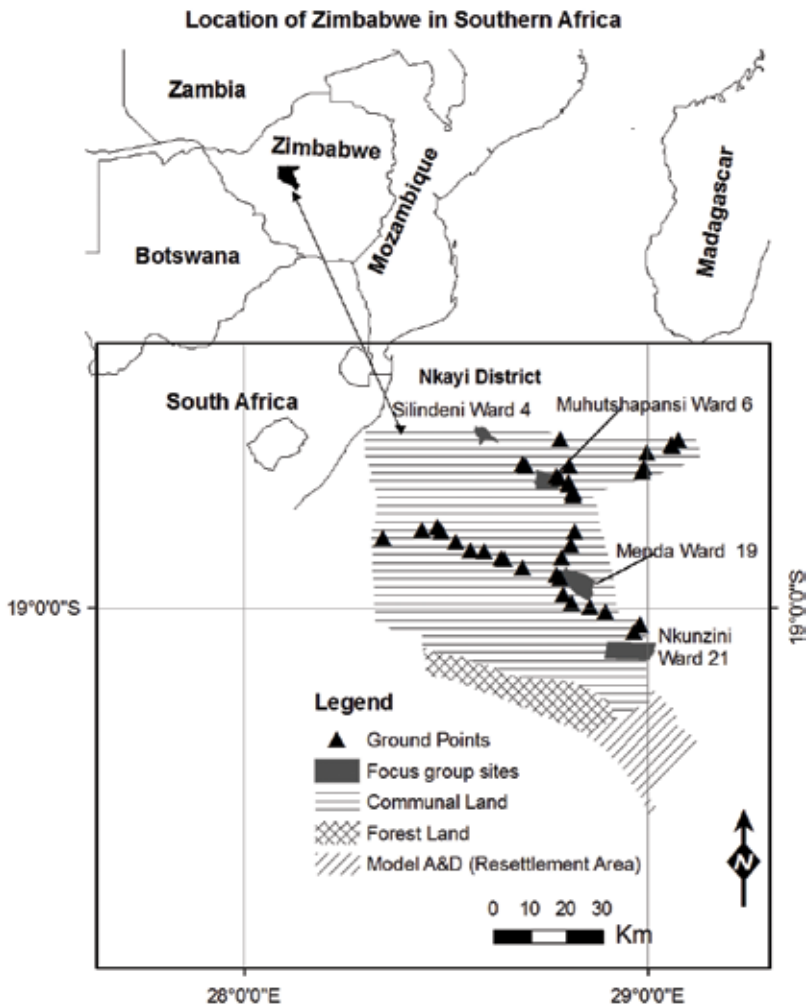 Location of Zimbabwe in Southern Africa
Zambia
Zimbabwe
Mozambique
Madagascar
Botswana
South Africa
Nkayi District
Silindeni Ward 4
Muhutshapansi Ward 6
Menda Ward 19
19°0'0"S
19°0'0"S
Nkunzini
Ward 21
Legend
Ground Points
Focus group sites
Communal Land
Forest Land
Model A&D (Resettlement Area)
N
0 10 20 30
Km
28°0'0"E
29°0'0"E